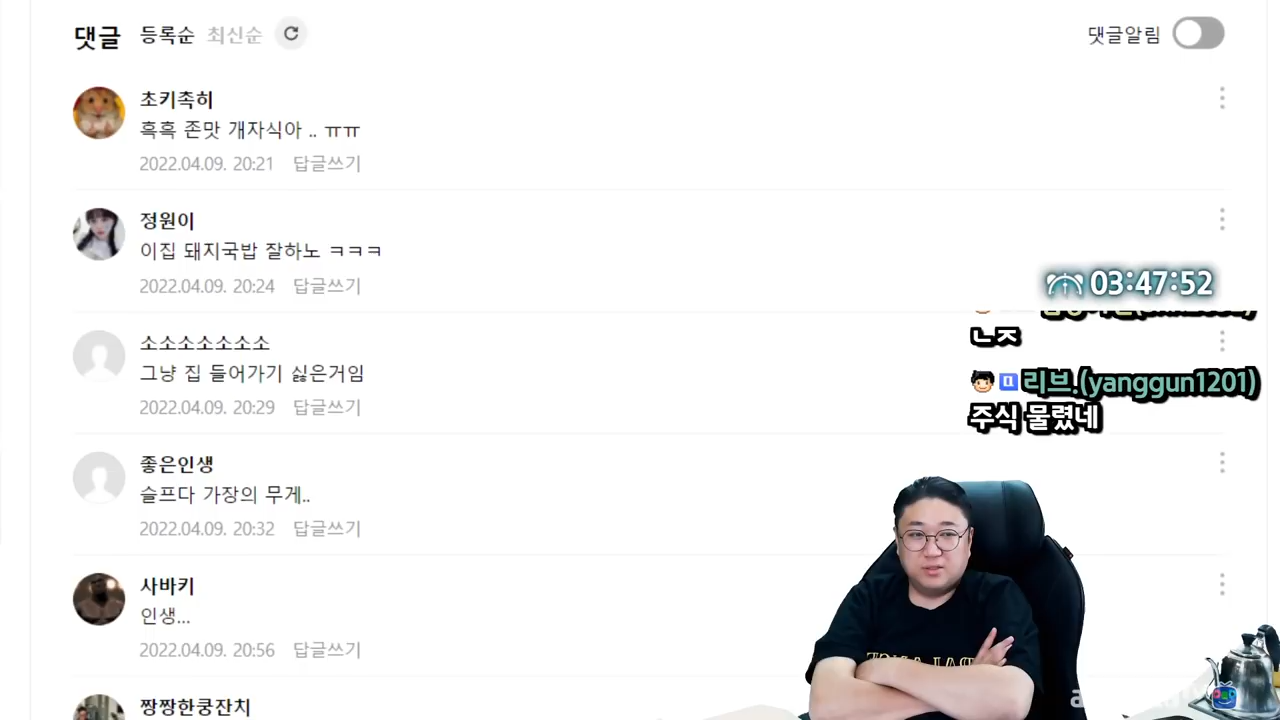 댓글 등록순 최신순
댓글알림
초키촉히
흑흑 존맛 개자식아 .. ㅠㅠ
2022.04.09. 20:21 답글쓰기
정원이
이집 돼지국밥 잘하노 ㅋㅋㅋ
2022.04.09. 20:24 답글쓰기
03:47:52
ㄴㅈ
소소소소소소소
그냥 집 들어가기 싫은거임
2022.04.09. 20:29 답글쓰기
리브.(yanggun1201)
주식 물렸네
좋은인생
슬프다 가장의 무게..
2022.04.09. 20:32 답글쓰기
사바키
인생...
2022.04.09. 20:56 답글쓰기
짱짱한쿵잔치